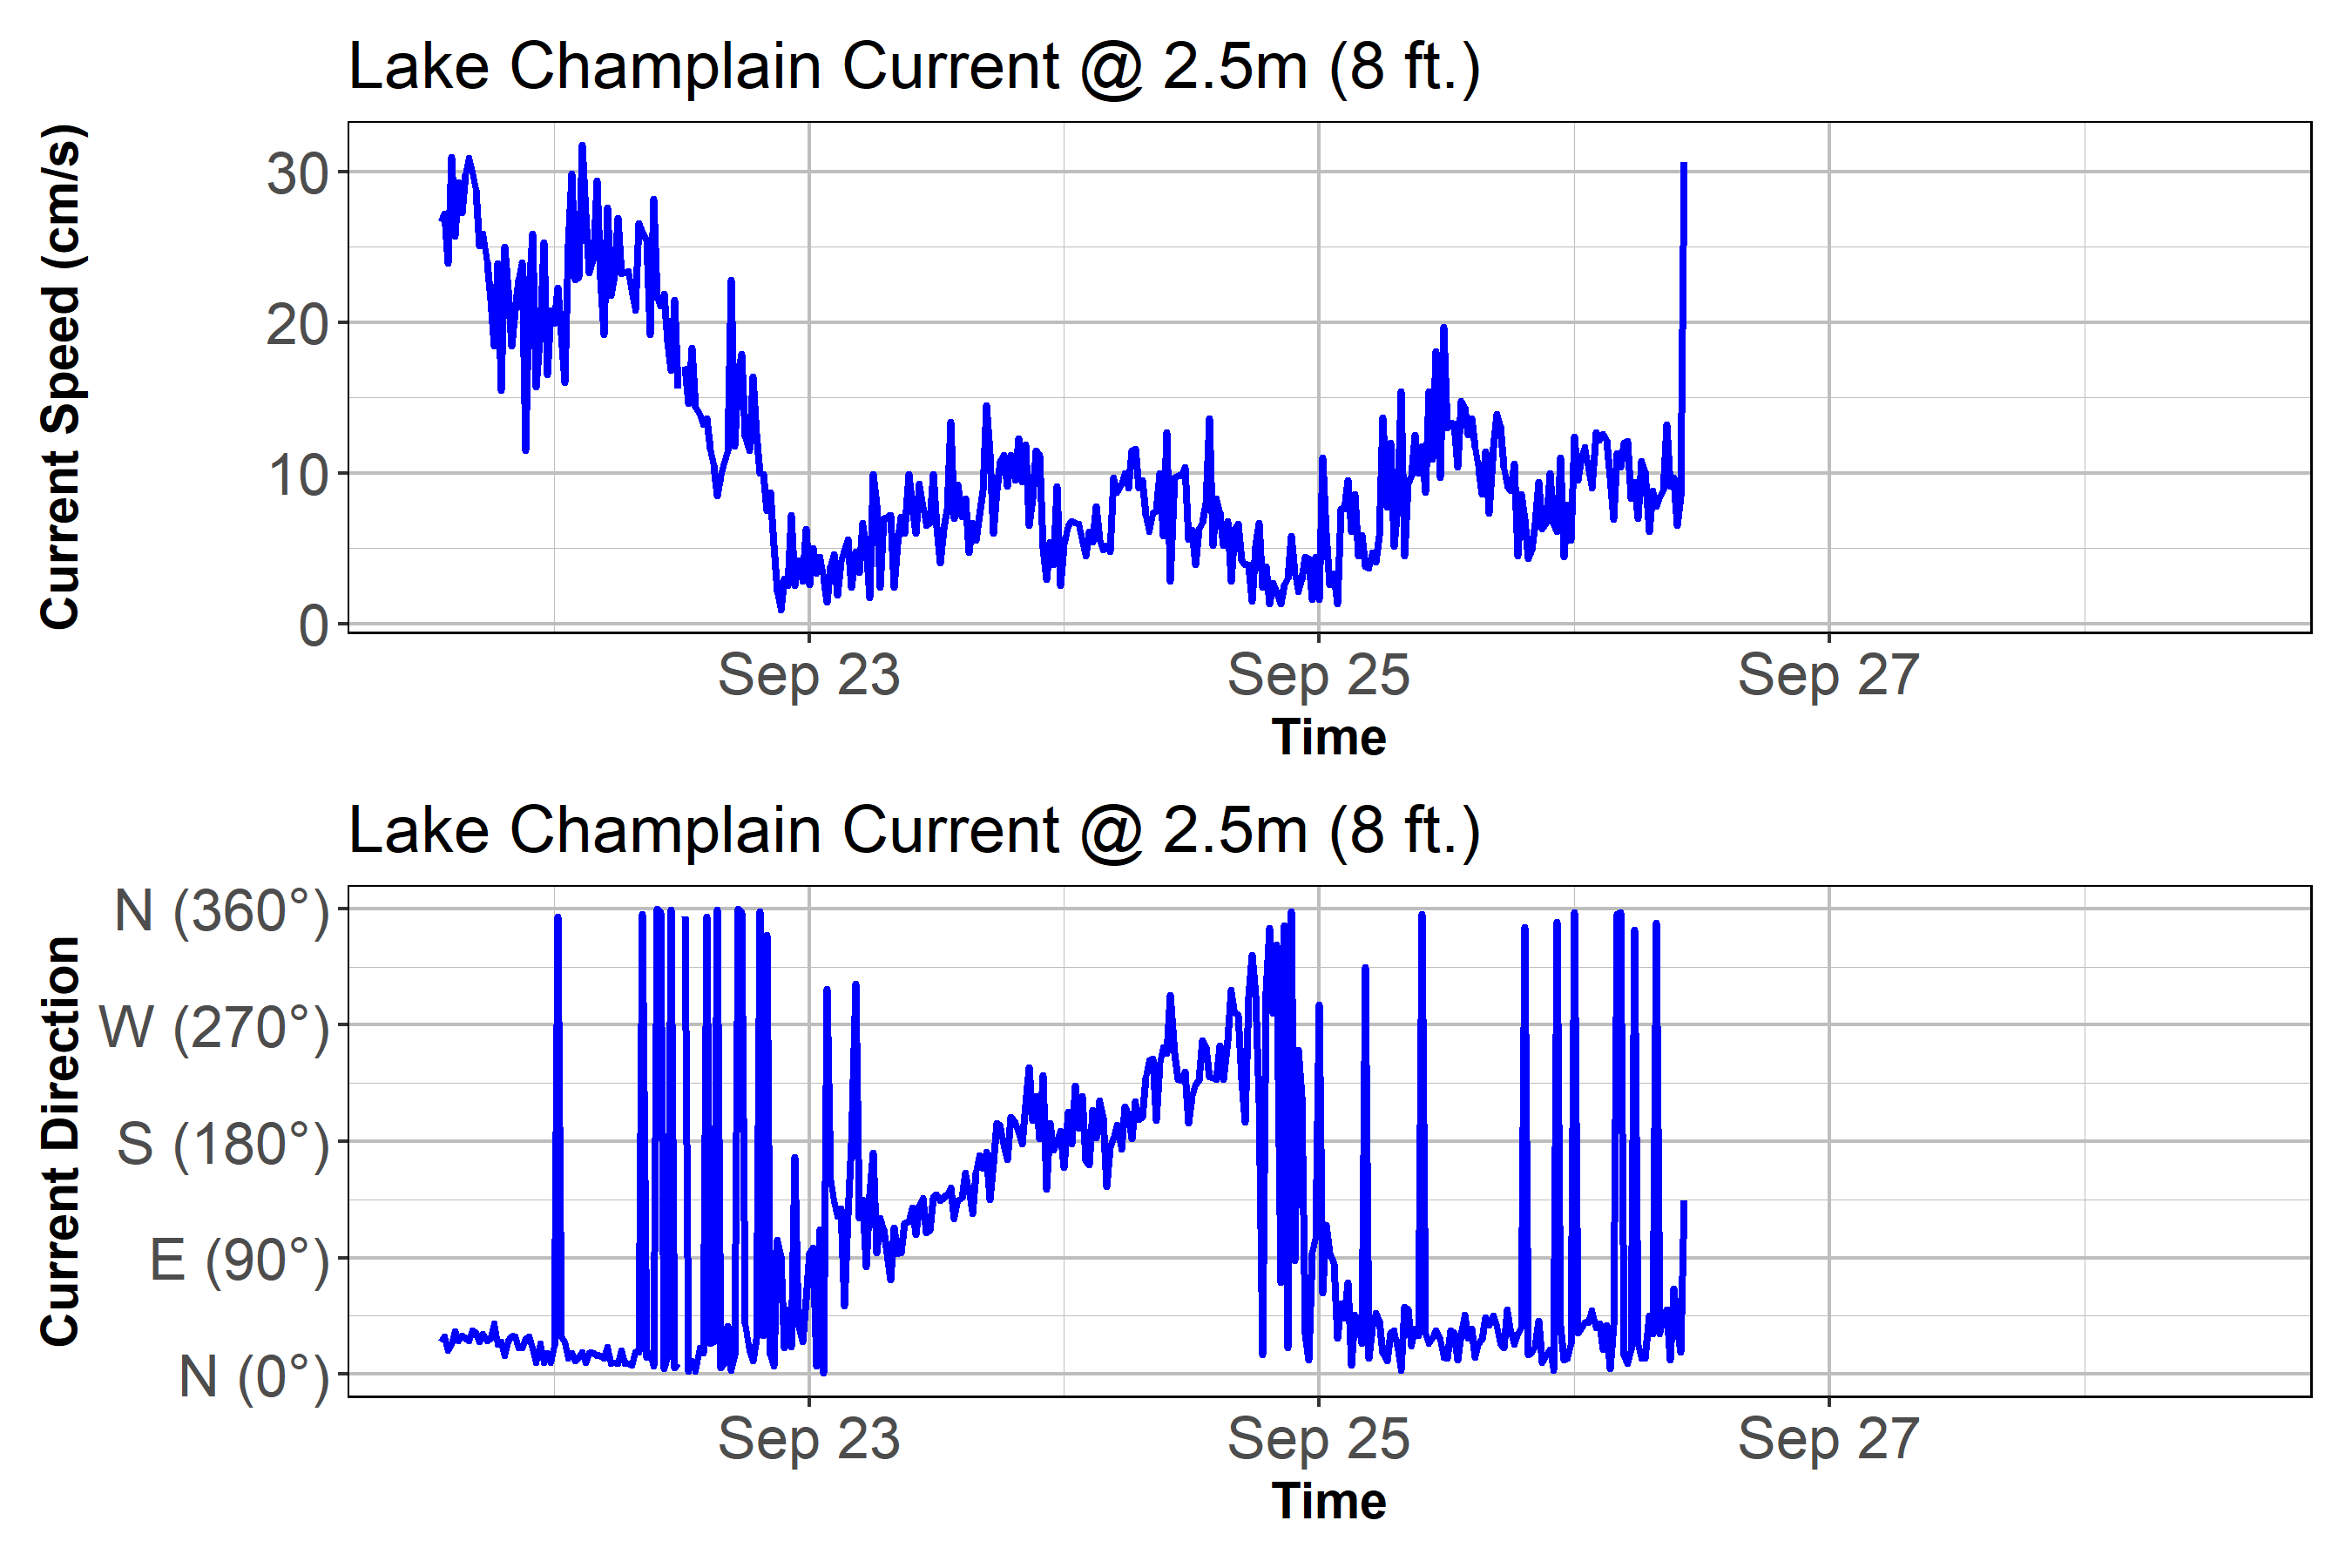 Lake Champlain Current @ 2.5m (8 ft.)
Current Speed (cm/s)
30
20
10
0
Sep 23 Sep 25 Sep 27
Time
Lake Champlain Current @ 2.5m (8 ft.)
Current Direction
N (360°)
W (270°)
S (180°)
E (90°)
N (0°)
Sep 23 Sep 25 Sep 27
Time